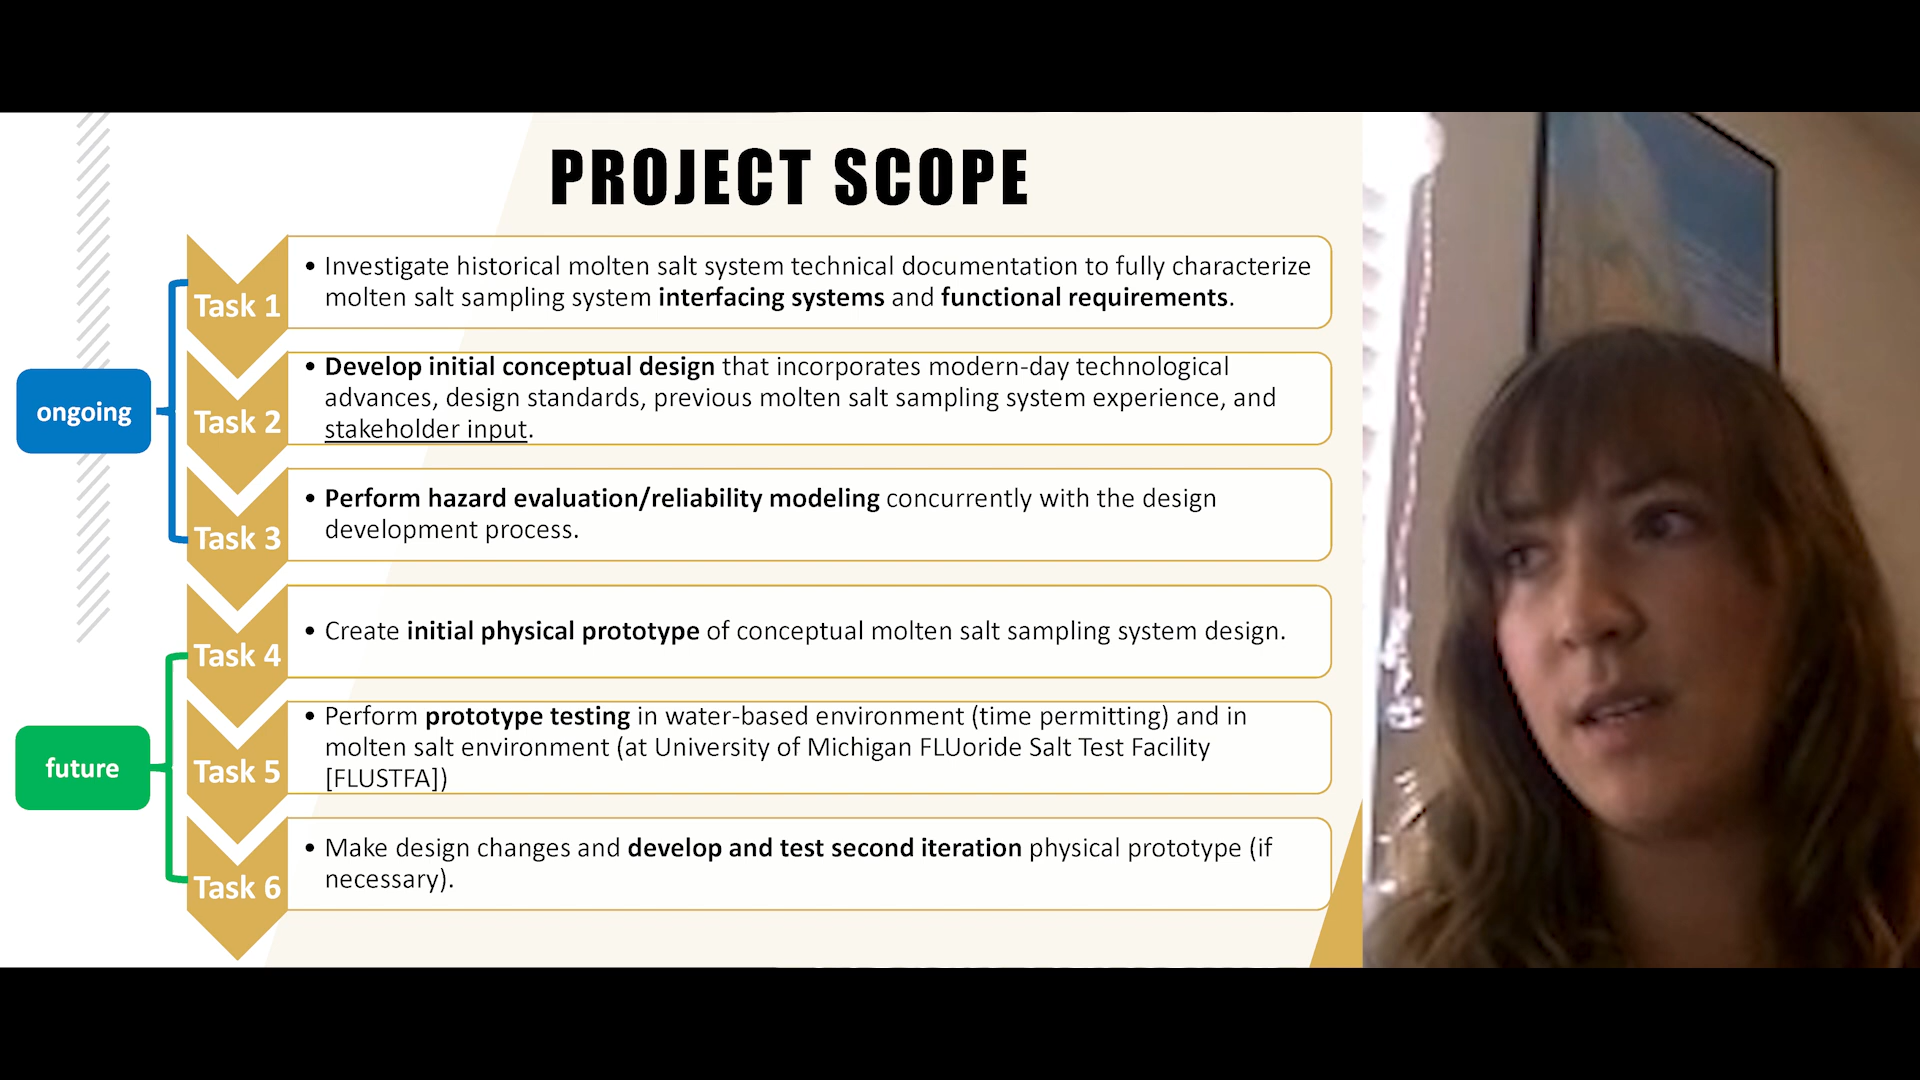 PROJECT SCOPE
Task 1
• Investigate historical molten salt system technical documentation to fully characterize
molten salt sampling system interfacing systems and functional requirements.
ongoing
Task 2
• Develop initial conceptual design that incorporates modern-day technological
advances, design standards, previous molten salt sampling system experience, and
stakeholder input.
Task 3
• Perform hazard evaluation/reliability modeling concurrently with the design
development process.
Task 4
• Create initial physical prototype of conceptual molten salt sampling system design.
future
Task 5
• Perform prototype testing in water-based environment (time permitting) and in
molten salt environment (at University of Michigan FLUoride Salt Test Facility
[FLUSTFA])
Task 6
• Make design changes and develop and test second iteration physical prototype (if
necessary).